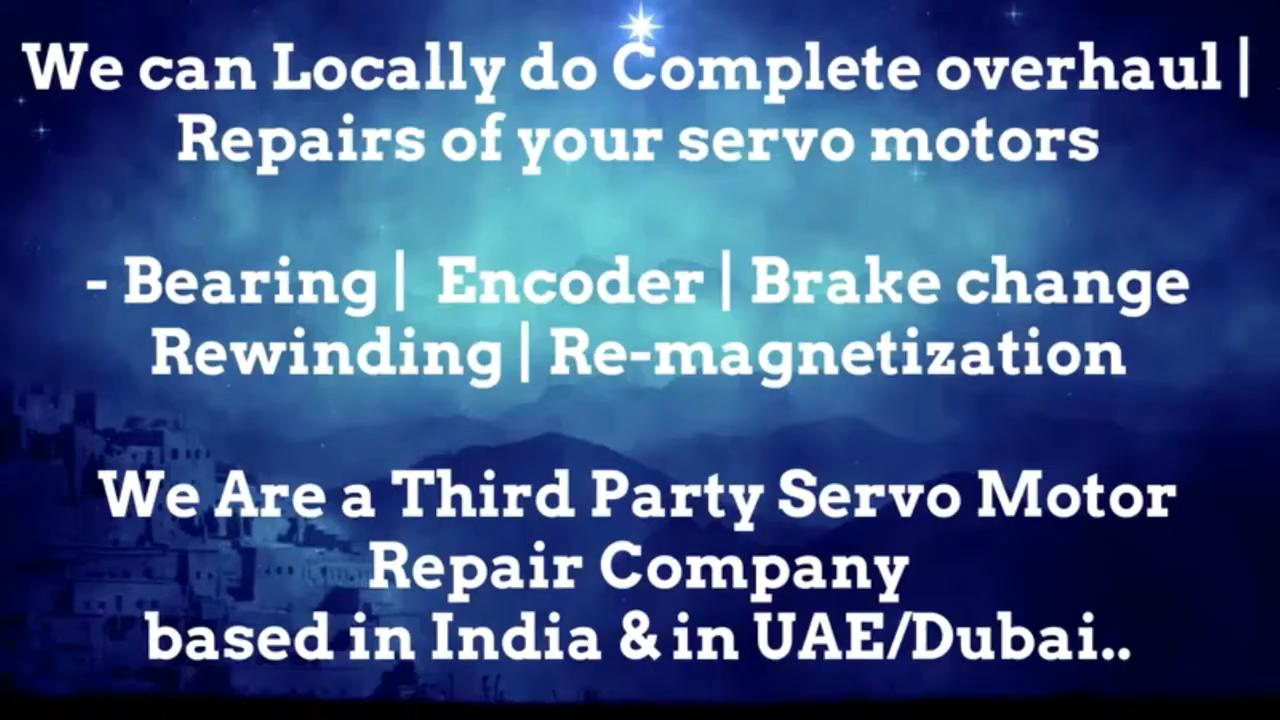 We can Locally do Complete overhaul |
Repairs of your servo motors
- Bearing | Encoder | Brake change
Rewinding | Re-magnetization
We Are a Third Party Servo Motor
Repair Company
based in India & in UAE/Dubai..